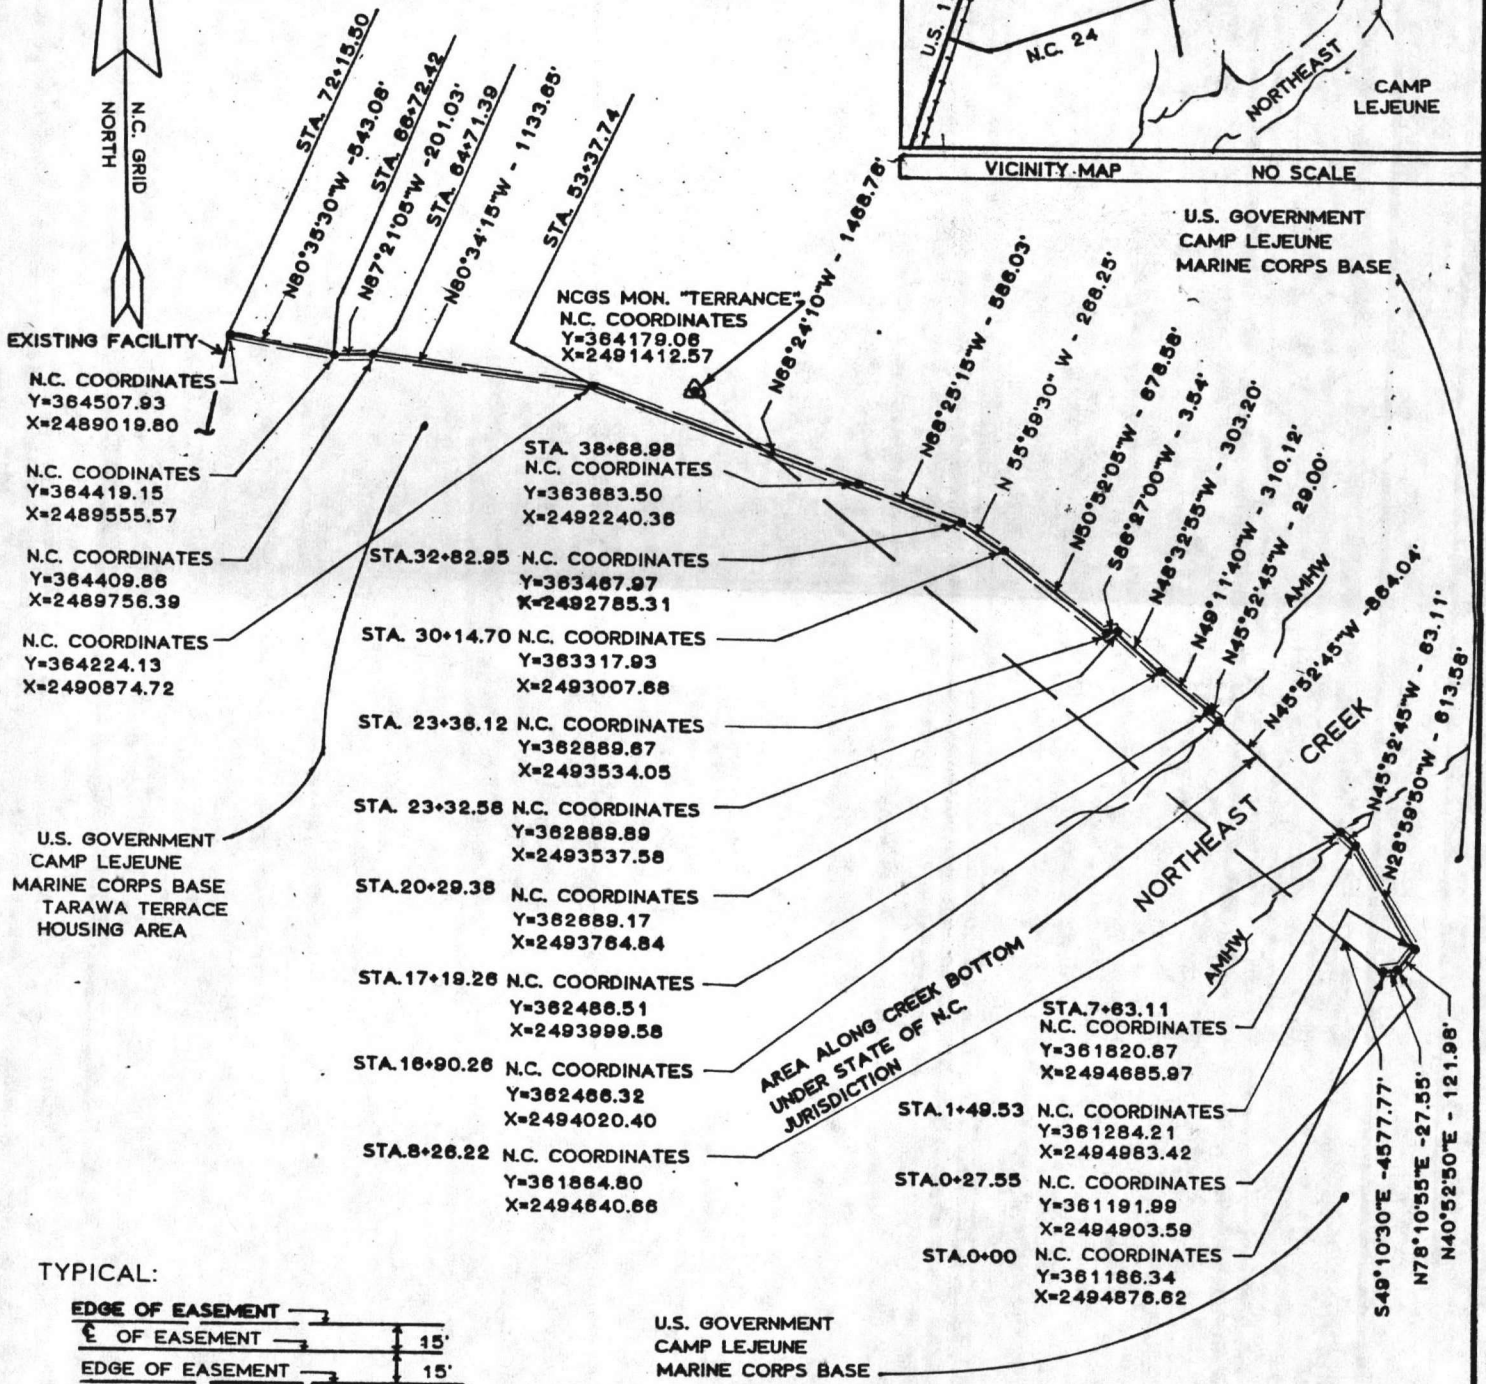 N.C. GRID
NORTH
STA. 72+15.50
N80°35'30"W -543.08'
STA. 66+72.42
N87°21'05"W -201.03'
STA. 64+71.39
N80°34'15"W - 1133.65'
STA. 53+37.74
U.S. 1
N.C. 24
NORTHEAST
CAMP
LEJEUNE
VICINITY MAP
NO SCALE
EXISTING FACILITY
N.C. COORDINATES
Y=364507.93
X=2489019.80
N.C. COODINATES
Y=364419.15
X=2489555.57
N.C. COORDINATES
Y=364409.86
X=2489756.39
N.C. COORDINATES
Y=364224.13
X=2490874.72
NCGS MON. "TERRANCE"
N.C. COORDINATES
Y=364179.06
X=2491412.57
N68°24'10"W - 1468.76'
N68°25'15"W - 586.03'
N 55°59'30" W - 268.25'
N50°52'05"W - 678.58'
S86°27'00"W - 3.54'
N48°32'55"W - 303.20'
N49°11'40"W - 310.12'
N45°52'45"W - 29.00'
AMHW
N45°52'45"W -864.04'
N45°52'45"W - 63.11'
N28°59'50"W - 613.58'
U.S. GOVERNMENT
CAMP LEJEUNE
MARINE CORPS BASE
STA. 38+68.98
N.C. COORDINATES
Y=363683.50
X=2492240.36
STA.32+82.95 N.C. COORDINATES
Y=363467.97
X=2492785.31
STA. 30+14.70 N.C. COORDINATES
Y=363317.93
X=2493007.68
STA. 23+36.12 N.C. COORDINATES
Y=362889.67
X=2493534.05
STA. 23+32.58 N.C. COORDINATES
Y=362889.89
X=2493537.58
STA.20+29.38 N.C. COORDINATES
Y=362689.17
X=2493764.84
STA.17+19.26 N.C. COORDINATES
Y=362486.51
X=2493999.58
STA.16+90.26 N.C. COORDINATES
Y=362466.32
X=2494020.40
STA.8+26.22 N.C. COORDINATES
Y=361864.80
X=2494640.66
U.S. GOVERNMENT
CAMP LEJEUNE
MARINE CORPS BASE
TARAWA TERRACE
HOUSING AREA
NORTHEAST
CREEK
AMHW
AREA ALONG CREEK BOTTOM
UNDER STATE OF N.C.
JURISDICTION
STA.7+63.11
N.C. COORDINATES
Y=361820.87
X=2494685.97
STA.1+49.53 N.C. COORDINATES
Y=361284.21
X=2494983.42
STA.0+27.55 N.C. COORDINATES
Y=361191.99
X=2494903.59
STA.0+00 N.C. COORDINATES
Y=361186.34
X=2494876.62
S49°10'30"E -4577.77'
N78°10'55"E -27.55'
N40°52'50"E - 121.98'
TYPICAL:
EDGE OF EASEMENT
℄ OF EASEMENT
15'
EDGE OF EASEMENT
15'
U.S. GOVERNMENT
CAMP LEJEUNE
MARINE CORPS BASE